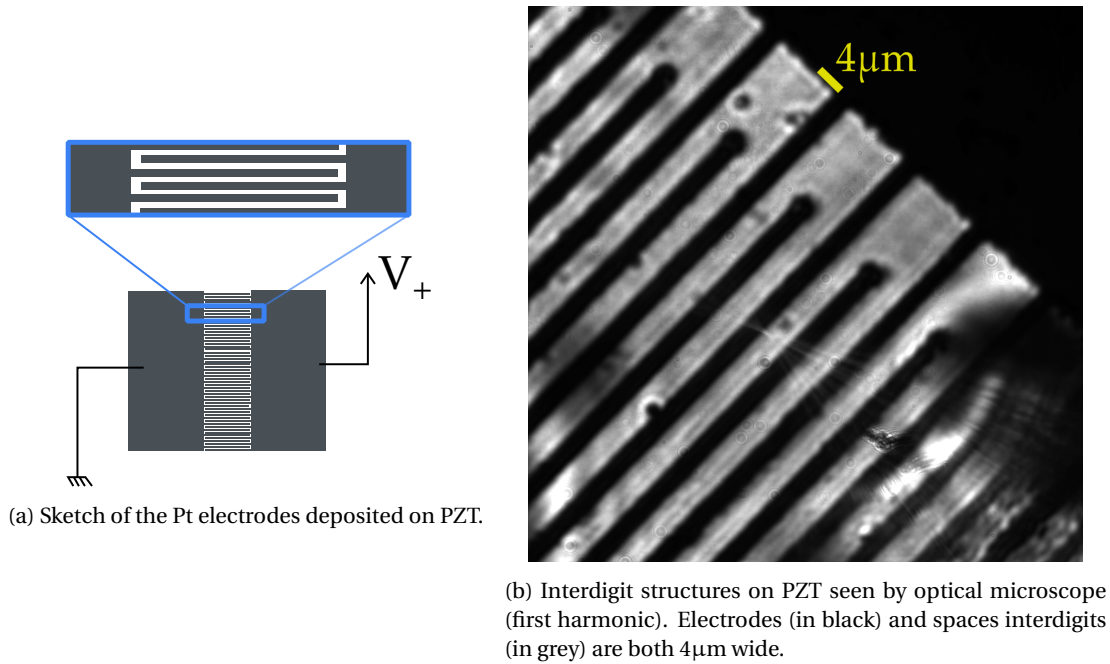 V+
(a) Sketch of the Pt electrodes deposited on PZT.
4μm
(b) Interdigit structures on PZT seen by optical microscope
(first harmonic). Electrodes (in black) and spaces interdigits
(in grey) are both 4μm wide.